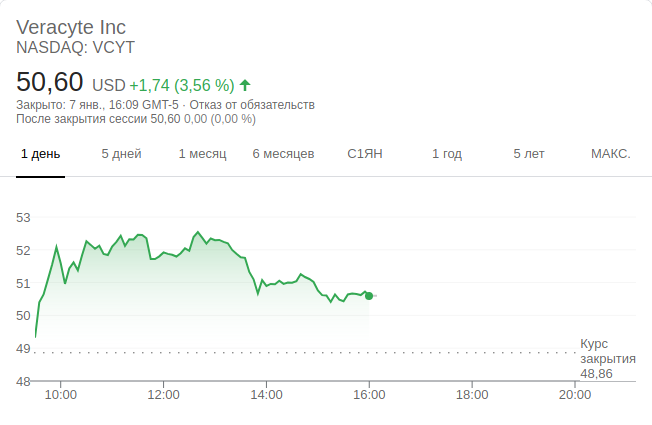 Veracyte Inc
NASDAQ: VCYT
50,60 USD +1,74 (3,56 %)
Закрыто: 7 янв., 16:09 GMT-5 · Отказ от обязательств
После закрытия сессии 50,60 0,00 (0,00 %)
1 день 5 дней 1 месяц 6 месяцев С1ЯН 1 год 5 лет МАКС.
53
52
51
50
49
48
Курс
закрытия
48,86
10:00 12:00 14:00 16:00 18:00 20:00